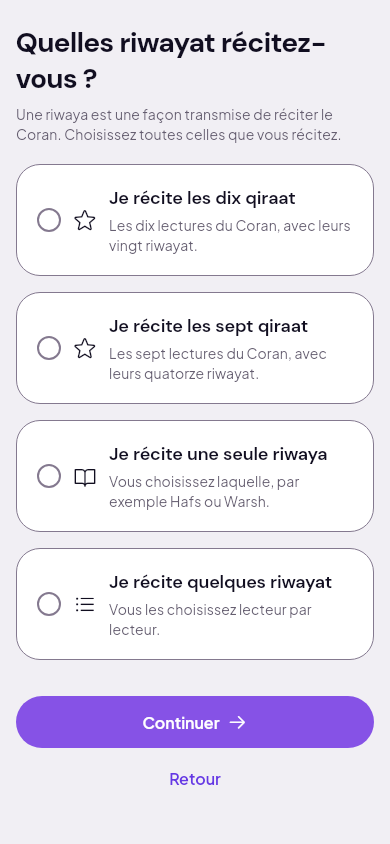 Quelles riwayat récitez-
vous ?
Une riwaya est une façon transmise de réciter le
Coran. Choisissez toutes celles que vous récitez.
Je récite les dix qiraat
Les dix lectures du Coran, avec leurs
vingt riwayat.
Je récite les sept qiraat
Les sept lectures du Coran, avec
leurs quatorze riwayat.
Je récite une seule riwaya
Vous choisissez laquelle, par
exemple Hafs ou Warsh.
Je récite quelques riwayat
Vous les choisissez lecteur par
lecteur.
Continuer
Retour